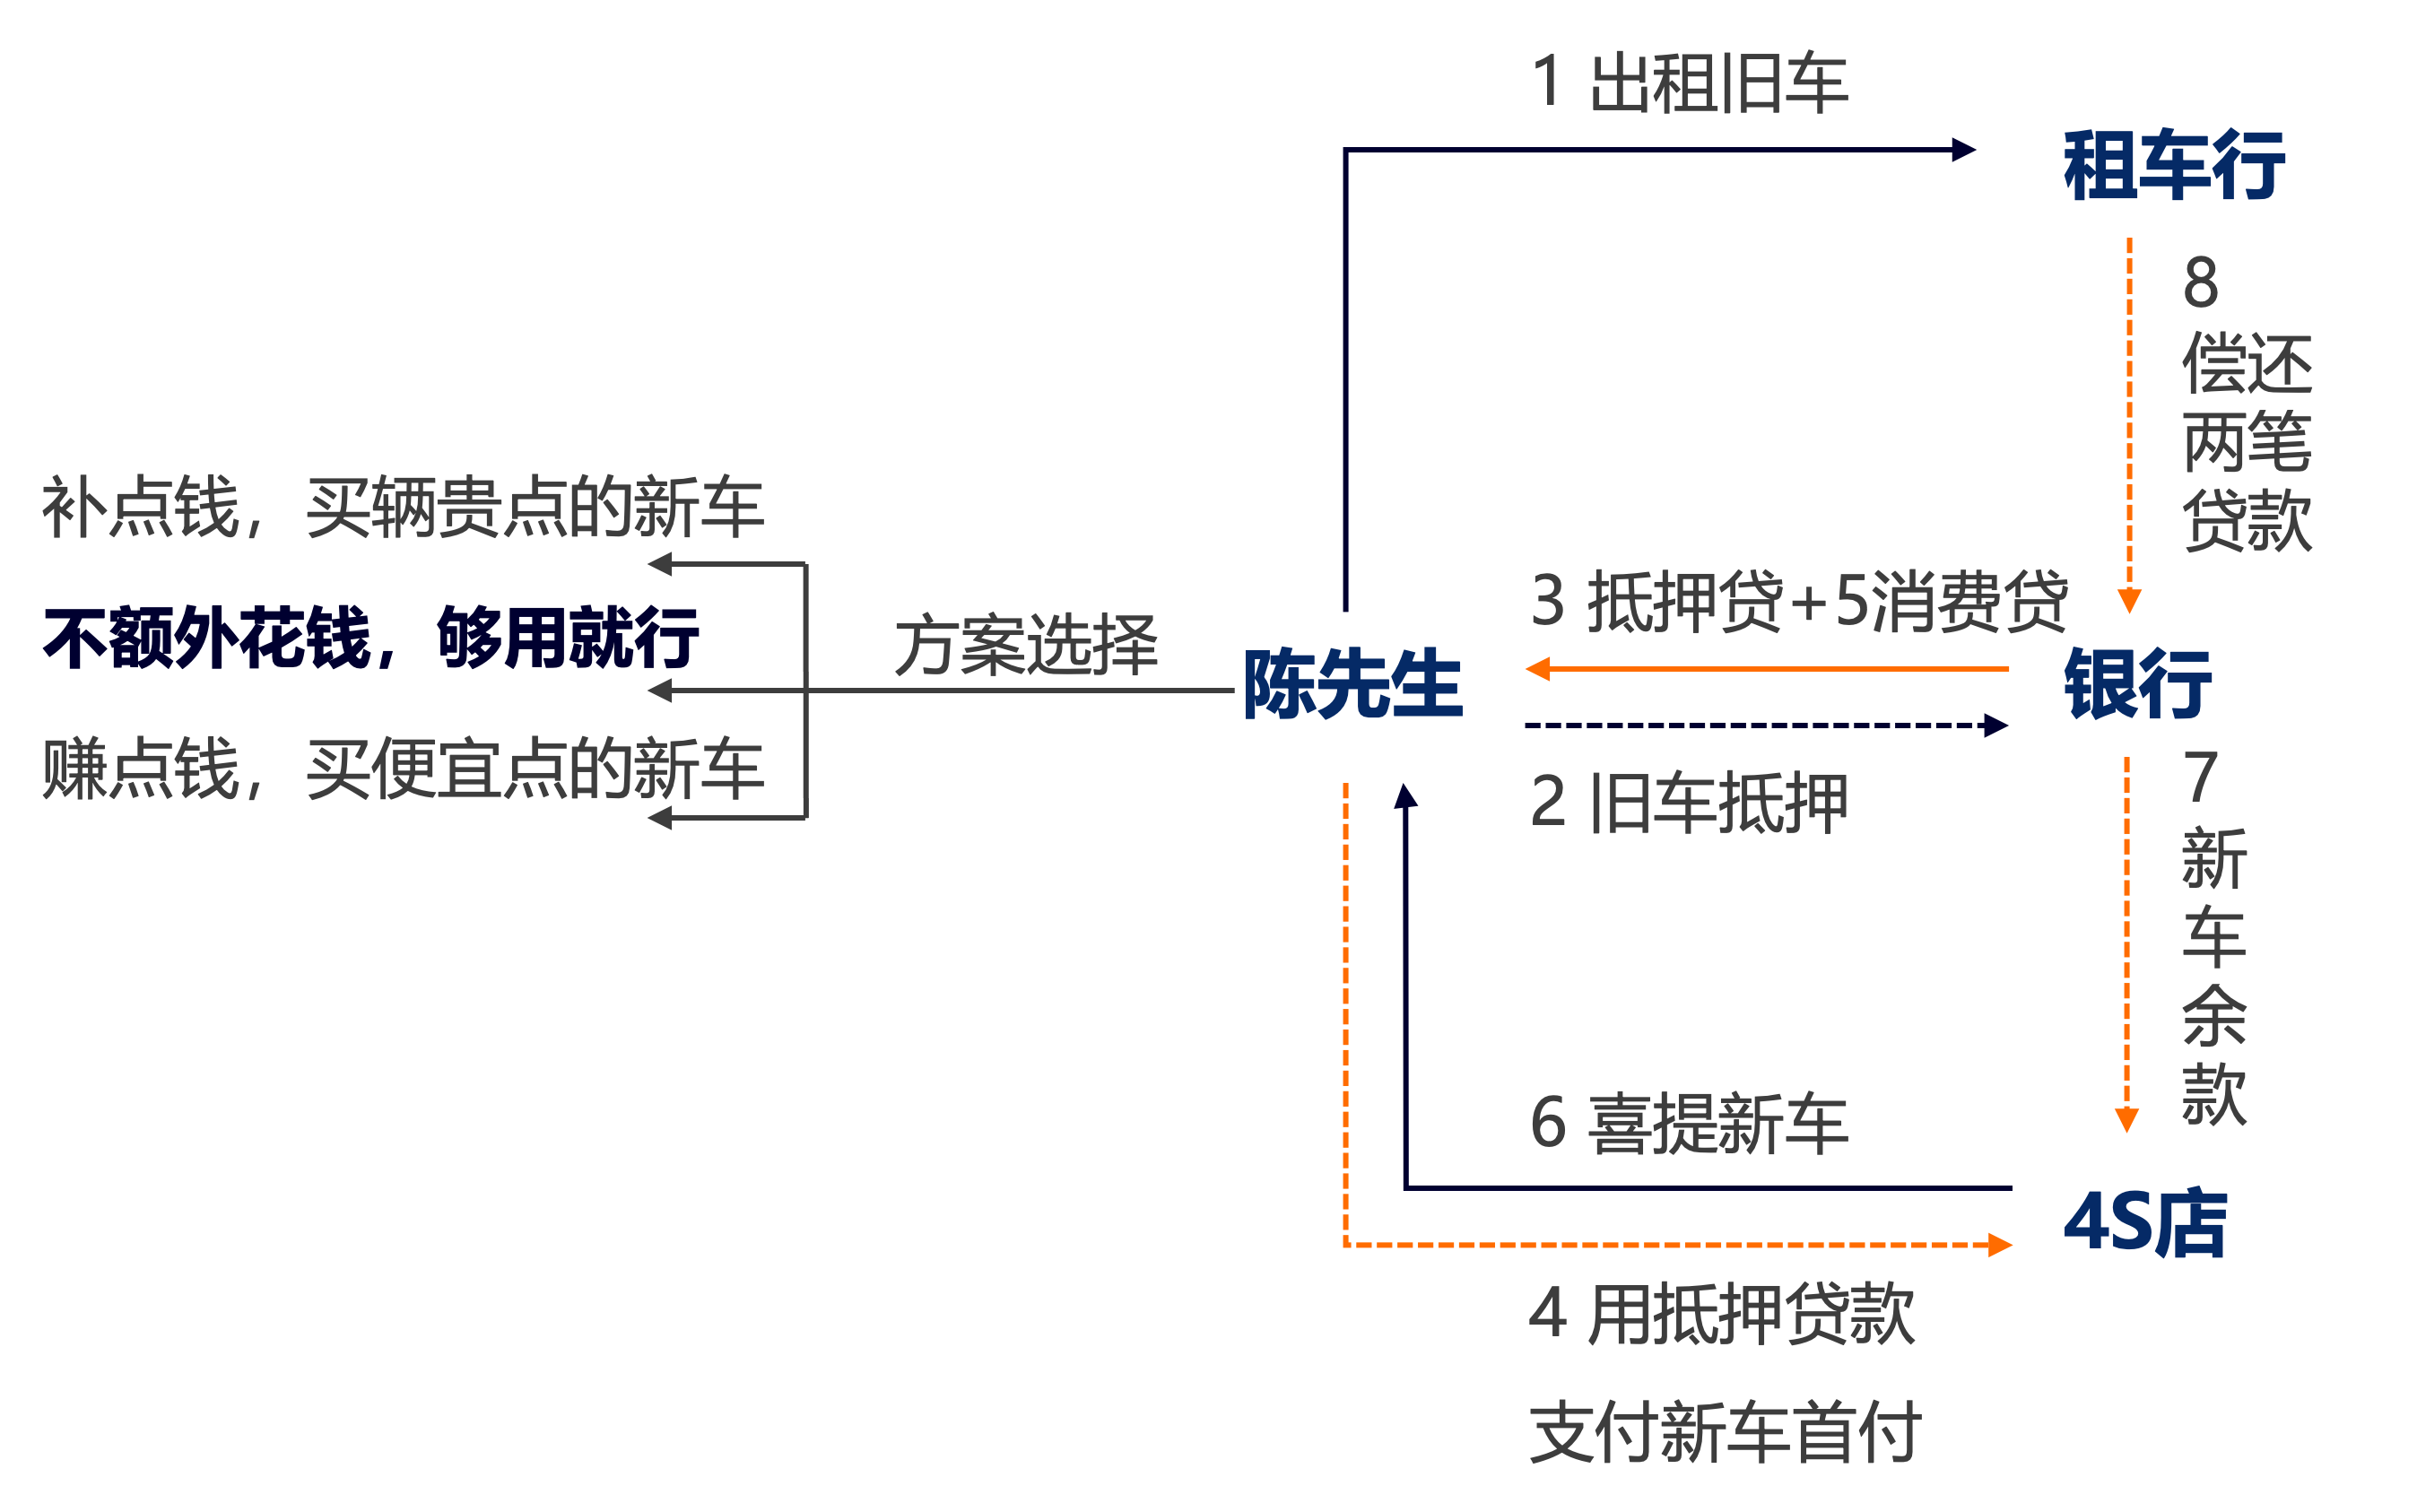 1 出租旧车
租车行
8
偿还
两笔
贷款
补点钱，买稍贵点的新车
不额外花钱，够用就行
赚点钱，买便宜点的新车
方案选择
陈先生
3 抵押贷+5消费贷
银行
2 旧车抵押
7
新
车
余
款
6 喜提新车
4S店
4 用抵押贷款
支付新车首付